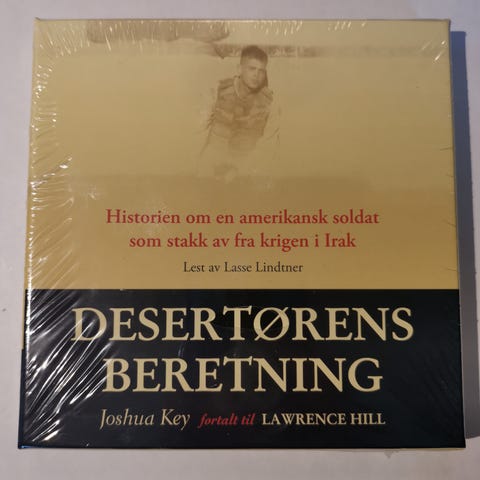 Historien om en amerikansk soldat
som stakk av fra krigen i Irak
Lest av Lasse Lindtner
DESERTØRENS
BERETNING
Joshua Key fortalt til LAWRENCE HILL